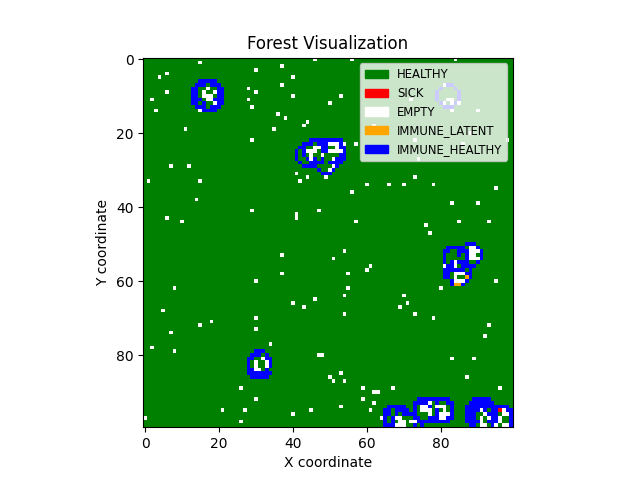 Forest Visualization
HEALTHY
SICK
EMPTY
IMMUNE_LATENT
IMMUNE_HEALTHY
0
20
40
60
80
Y coordinate
0 20 40 60 80
X coordinate